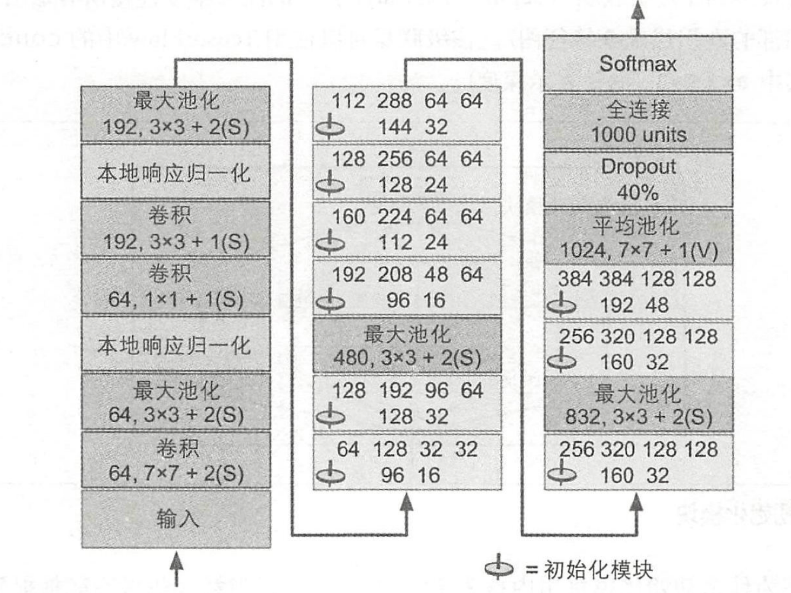 最大池化
192, 3×3 + 2(S)
本地响应归一化
卷积
192, 3×3 + 1(S)
卷积
64, 1×1 + 1(S)
本地响应归一化
最大池化
64, 3×3 + 2(S)
卷积
64, 7×7 + 2(S)
输入
112 288 64 64
144 32
128 256 64 64
128 24
160 224 64 64
112 24
192 208 48 64
96 16
最大池化
480, 3×3 + 2(S)
128 192 96 64
128 32
64 128 32 32
96 16
Softmax
全连接
1000 units
Dropout
40%
平均池化
1024, 7×7 + 1(V)
384 384 128 128
192 48
256 320 128 128
160 32
最大池化
832, 3×3 + 2(S)
256 320 128 128
160 32
= 初始化模块